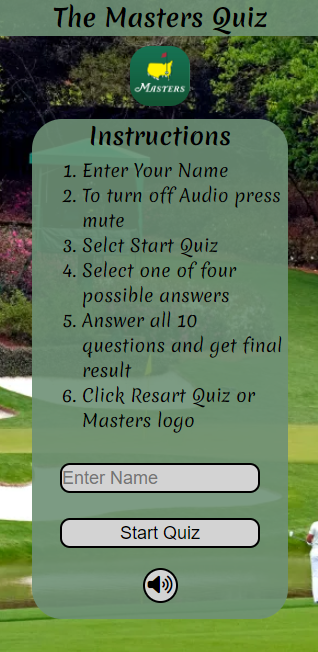 The Masters Quiz
MASTERS
Instructions
1. Enter Your Name
2. To turn off Audio press
mute
3. Selct Start Quiz
4. Select one of four
possible answers
5. Answer all 10
questions and get final
result
6. Click Resart Quiz or
Masters logo
Enter Name
Start Quiz